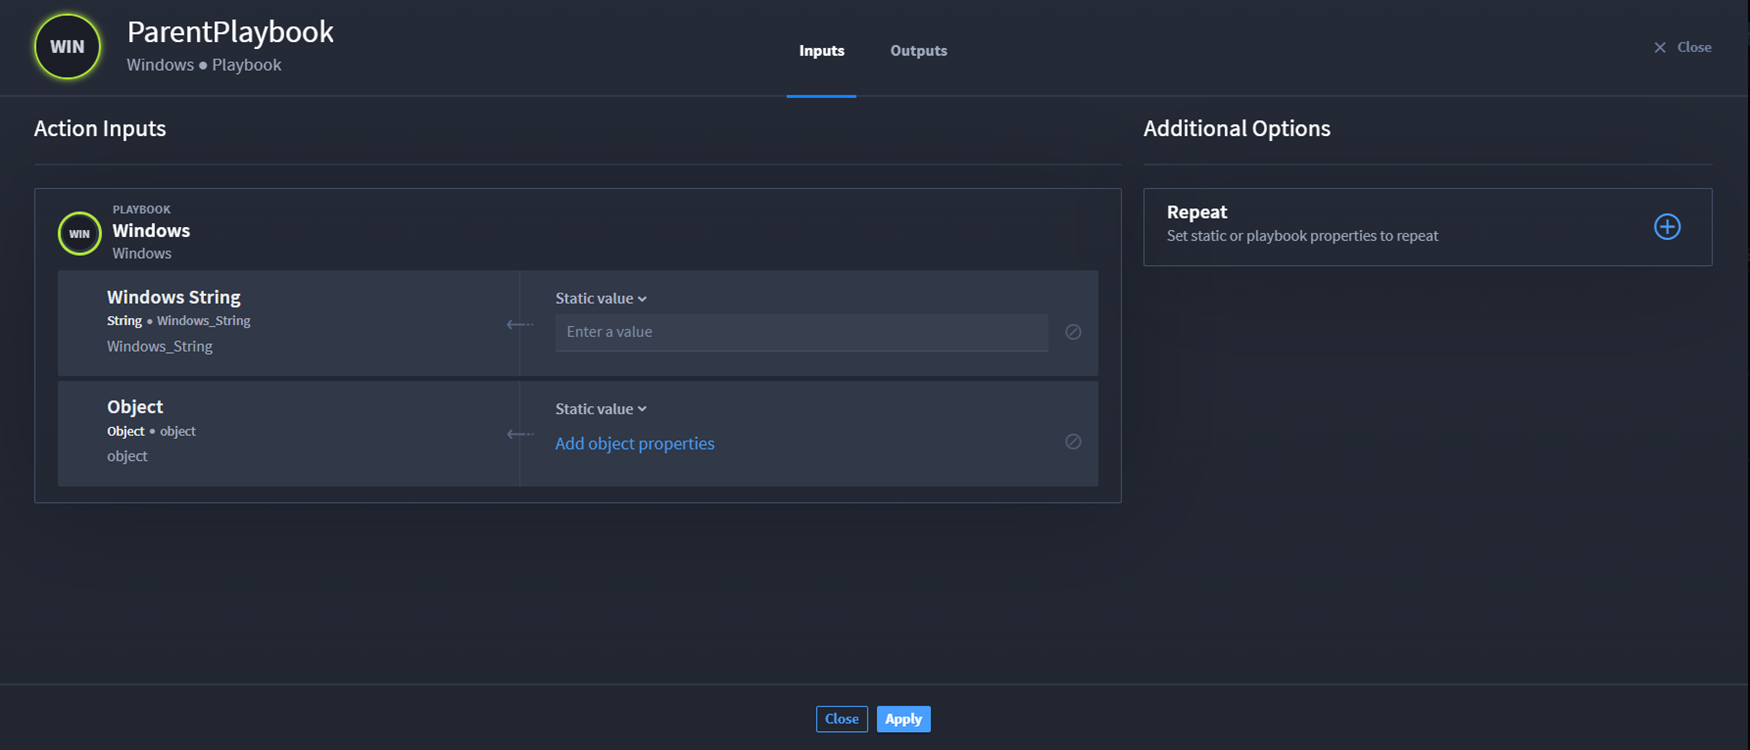 WIN
ParentPlaybook
Windows ● Playbook
Inputs
Outputs
Close
Action Inputs
Additional Options
WIN
PLAYBOOK
Windows
Windows
Windows String
String ● Windows_String
Windows_String
Static value
Enter a value
Object
Object ● object
object
Static value
Add object properties
Repeat
Set static or playbook properties to repeat
Close
Apply